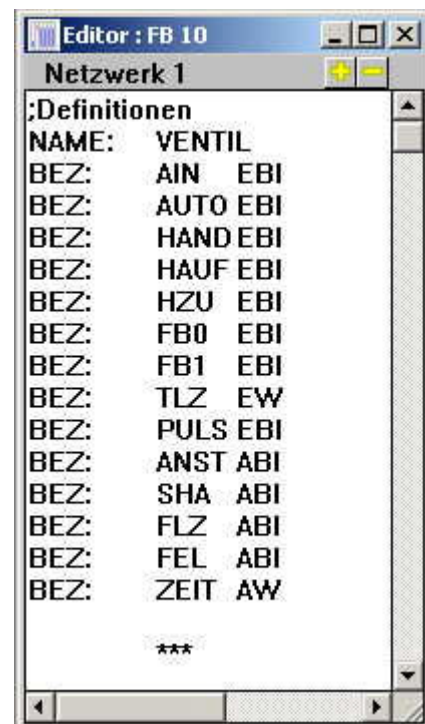 Editor : FB 10
Netzwerk 1
;Definitionen
NAME: VENTIL
BEZ: AIN EBI
BEZ: AUTO EBI
BEZ: HAND EBI
BEZ: HAUF EBI
BEZ: HZU EBI
BEZ: FB0 EBI
BEZ: FB1 EBI
BEZ: TLZ EW
BEZ: PULS EBI
BEZ: ANST ABI
BEZ: SHA ABI
BEZ: FLZ ABI
BEZ: FEL ABI
BEZ: ZEIT AW
***